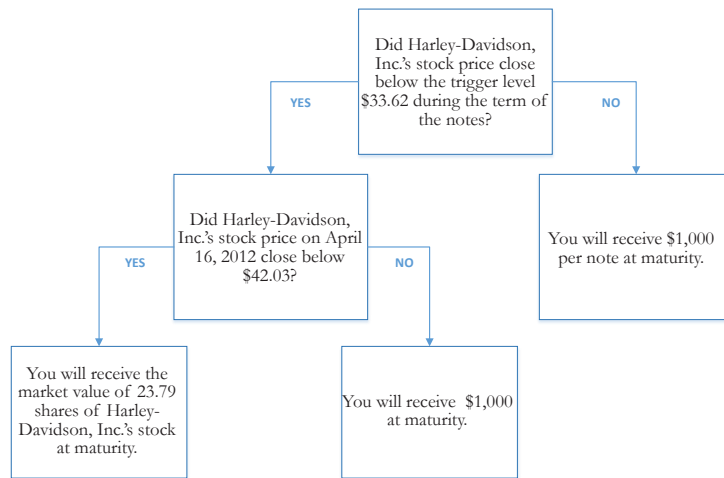 Did Harley-Davidson,
Inc.'s stock price close
below the trigger level
$33.62 during the term of
the notes?
YES
NO
Did Harley-Davidson,
Inc.'s stock price on April
16, 2012 close below
$42.03?
You will receive $1,000
per note at maturity.
YES
NO
You will receive the
market value of 23.79
shares of Harley-
Davidson, Inc.'s stock
at maturity.
You will receive $1,000
at maturity.